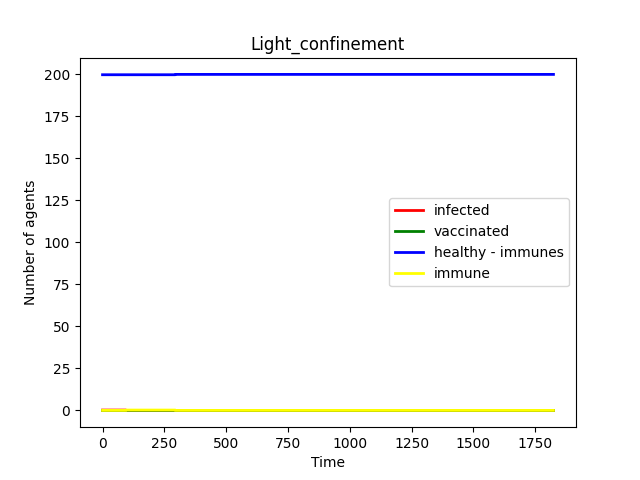 Light_confinement
Number of agents
200
175
150
125
100
75
50
25
0
infected
vaccinated
healthy - immunes
immune
0 250 500 750 1000 1250 1500 1750
Time